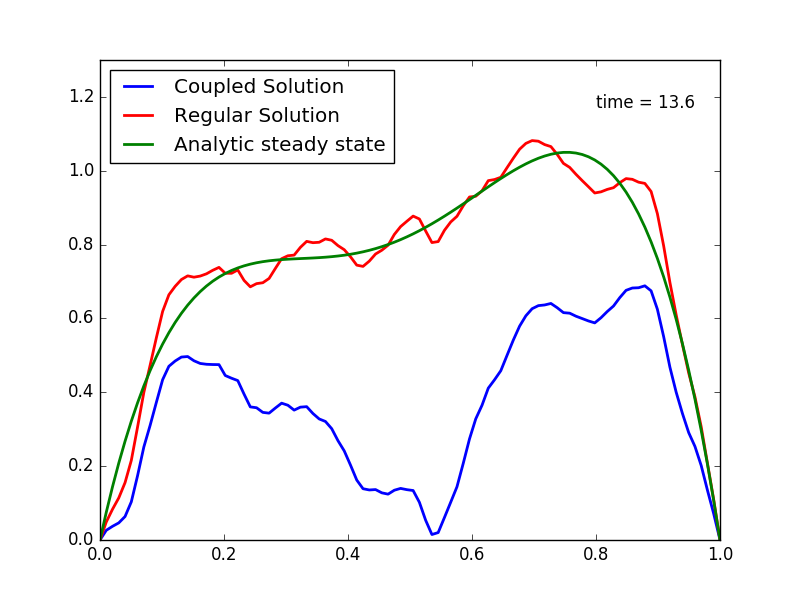 Coupled Solution
Regular Solution
Analytic steady state
time = 13.6
1.2
1.0
0.8
0.6
0.4
0.2
0.0
0.0 0.2 0.4 0.6 0.8 1.0